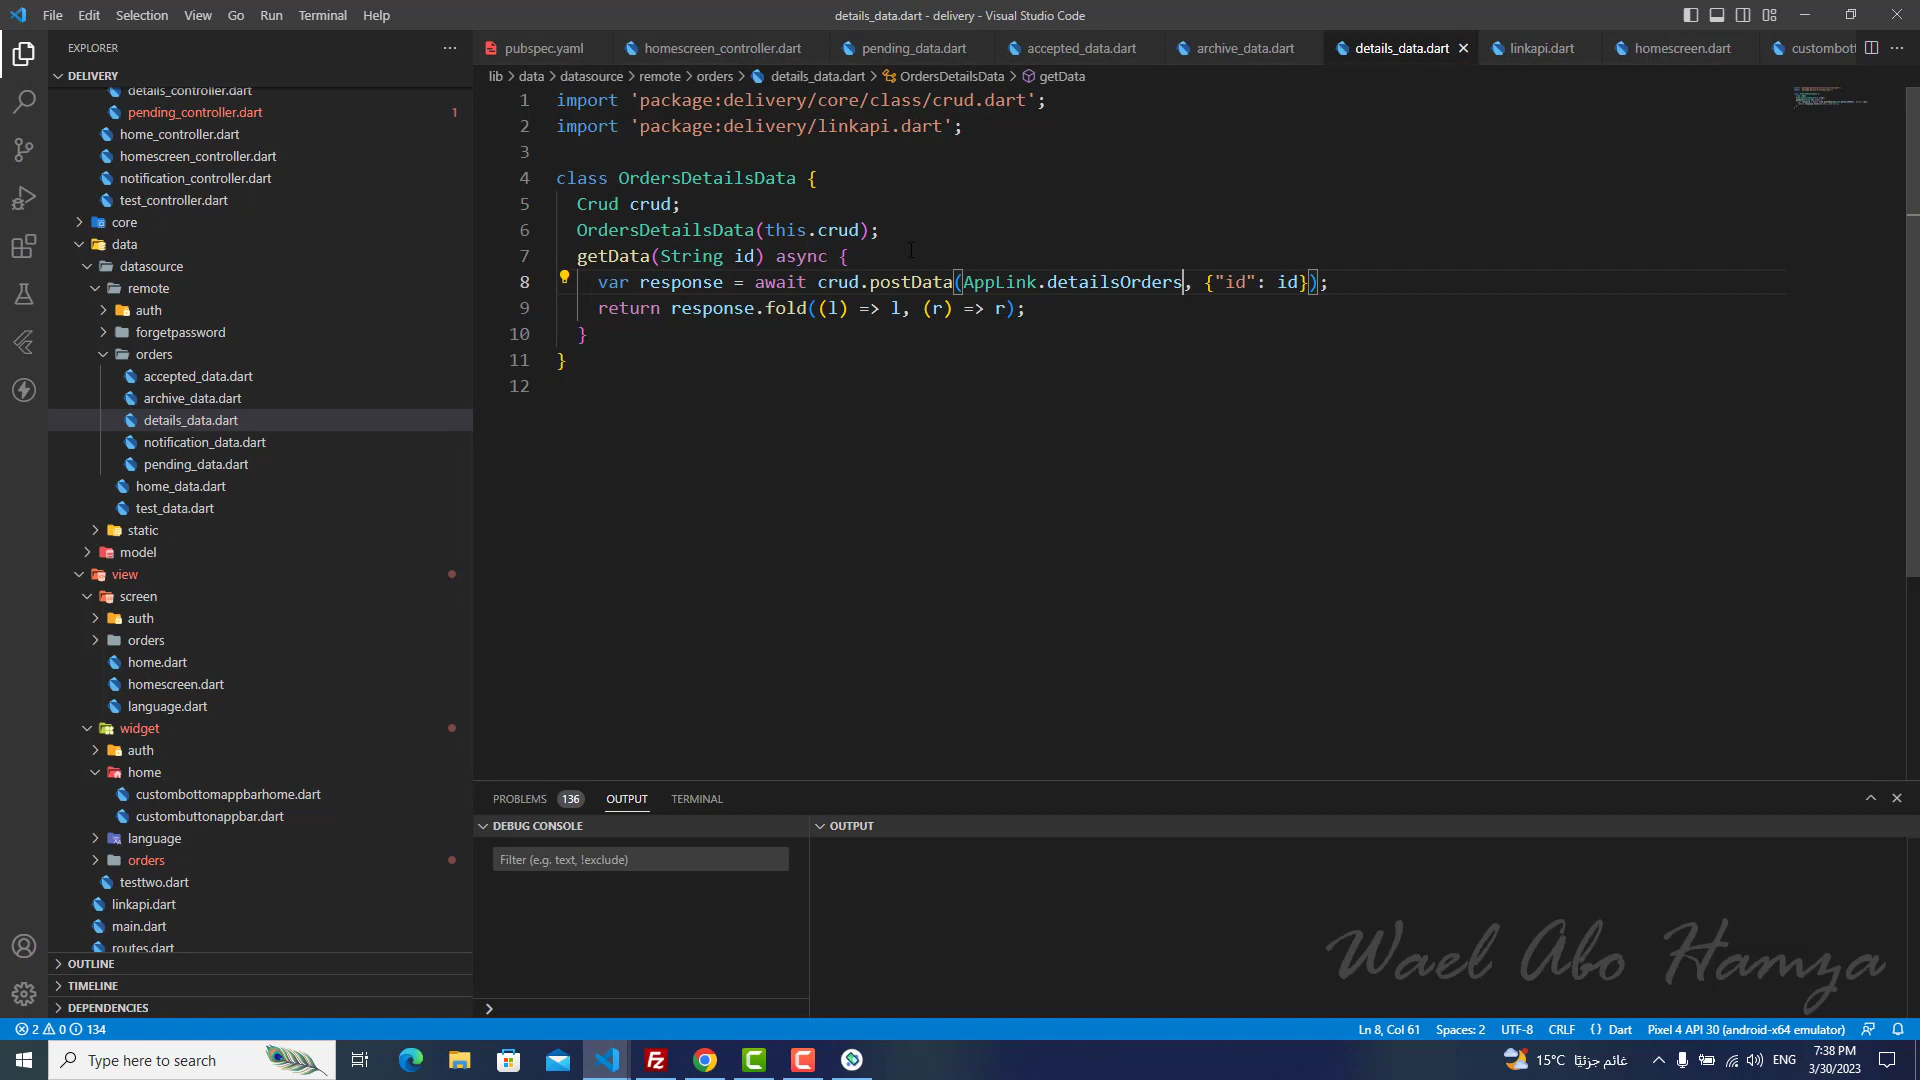 File Edit Selection View Go Run Terminal Help
details_data.dart - delivery - Visual Studio Code
EXPLORER
pubspec.yaml
homescreen_controller.dart
pending_data.dart
accepted_data.dart
archive_data.dart
details_data.dart
linkapi.dart
homescreen.dart
custombott
DELIVERY
lib > data > datasource > remote > orders > details_data.dart > OrdersDetailsData > getData
details_controller.dart
pending_controller.dart 1
home_controller.dart
homescreen_controller.dart
notification_controller.dart
test_controller.dart
core
data
datasource
remote
auth
forgetpassword
orders
accepted_data.dart
archive_data.dart
details_data.dart
notification_data.dart
pending_data.dart
home_data.dart
test_data.dart
static
model
view
screen
auth
orders
home.dart
homescreen.dart
language.dart
widget
auth
home
custombottomappbarhome.dart
custombuttonappbar.dart
language
orders
testtwo.dart
linkapi.dart
main.dart
routes.dart
OUTLINE
TIMELINE
DEPENDENCIES
1 import 'package:delivery/core/class/crud.dart';
2 import 'package:delivery/linkapi.dart';
3
4 class OrdersDetailsData {
5 Crud crud;
6 OrdersDetailsData(this.crud);
7 getData(String id) async {
8 var response = await crud.postData(AppLink.detailsOrders, {"id": id});
9 return response.fold((l) => l, (r) => r);
10 }
11 }
12
PROBLEMS 136 OUTPUT TERMINAL
DEBUG CONSOLE
OUTPUT
Filter (e.g. text, !exclude)
Wael Abo Hamza
2 0 134
Ln 8, Col 61 Spaces: 2 UTF-8 CRLF {} Dart Pixel 4 API 30 (android-x64 emulator)
Type here to search
15°C غائم جزئيًا
ENG
7:38 PM
3/30/2023